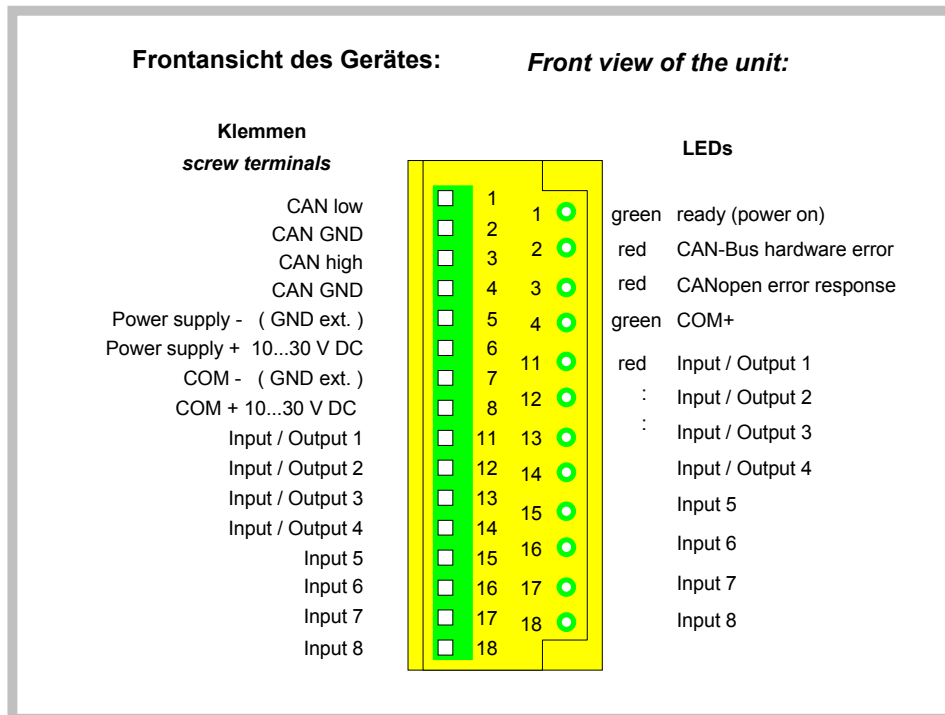 Frontansicht des Gerätes:
Front view of the unit:
Klemmen
screw terminals
LEDs
CAN low
CAN GND
CAN high
CAN GND
Power supply - ( GND ext. )
Power supply + 10...30 V DC
COM - ( GND ext. )
COM + 10...30 V DC
Input / Output 1
Input / Output 2
Input / Output 3
Input / Output 4
Input 5
Input 6
Input 7
Input 8
1
2
3
4
5
6
7
8
11
12
13
14
15
16
17
18
1 green ready (power on)
2 red CAN-Bus hardware error
3 red CANopen error response
4 green COM+
11 red Input / Output 1
12 : Input / Output 2
13 : Input / Output 3
14 Input / Output 4
15 Input 5
16 Input 6
17 Input 7
18 Input 8